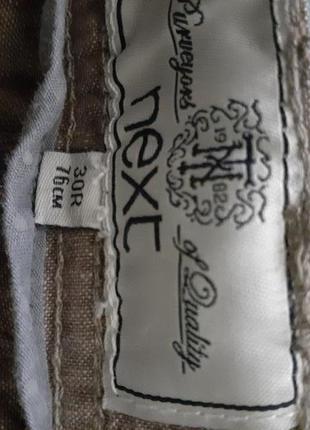 Purveyors
19 82
of Quality
next
30R
76CM